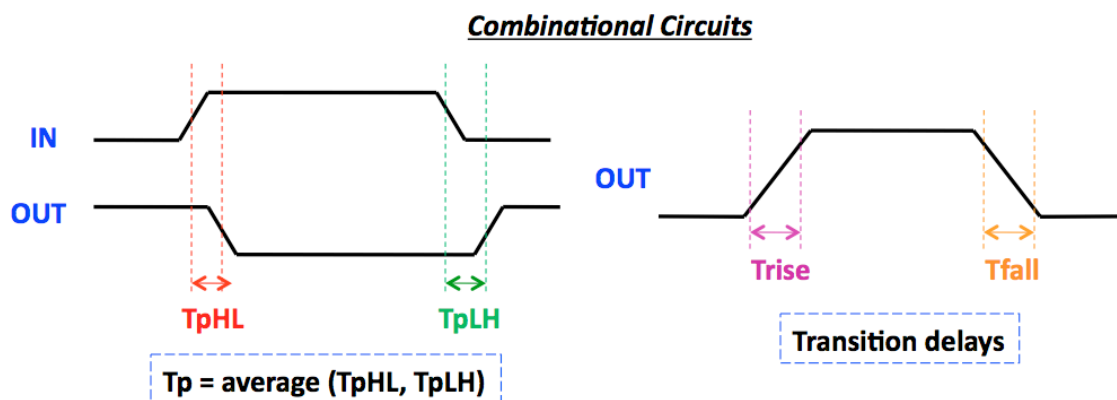 Combinational Circuits
IN
OUT
TpHL
TpLH
Tp = average (TpHL, TpLH)
OUT
Trise
Tfall
Transition delays